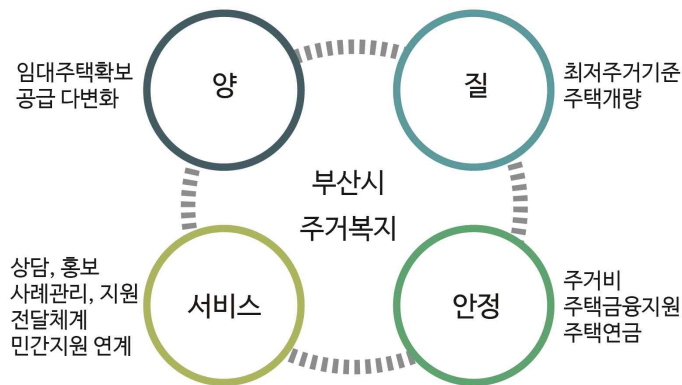 임대주택확보
공급 다변화
양
질
최저주거기준
주택개량
부산시
주거복지
상담, 홍보
사례관리, 지원
전달체계
민간지원 연계
서비스
안정
주거비
주택금융지원
주택연금